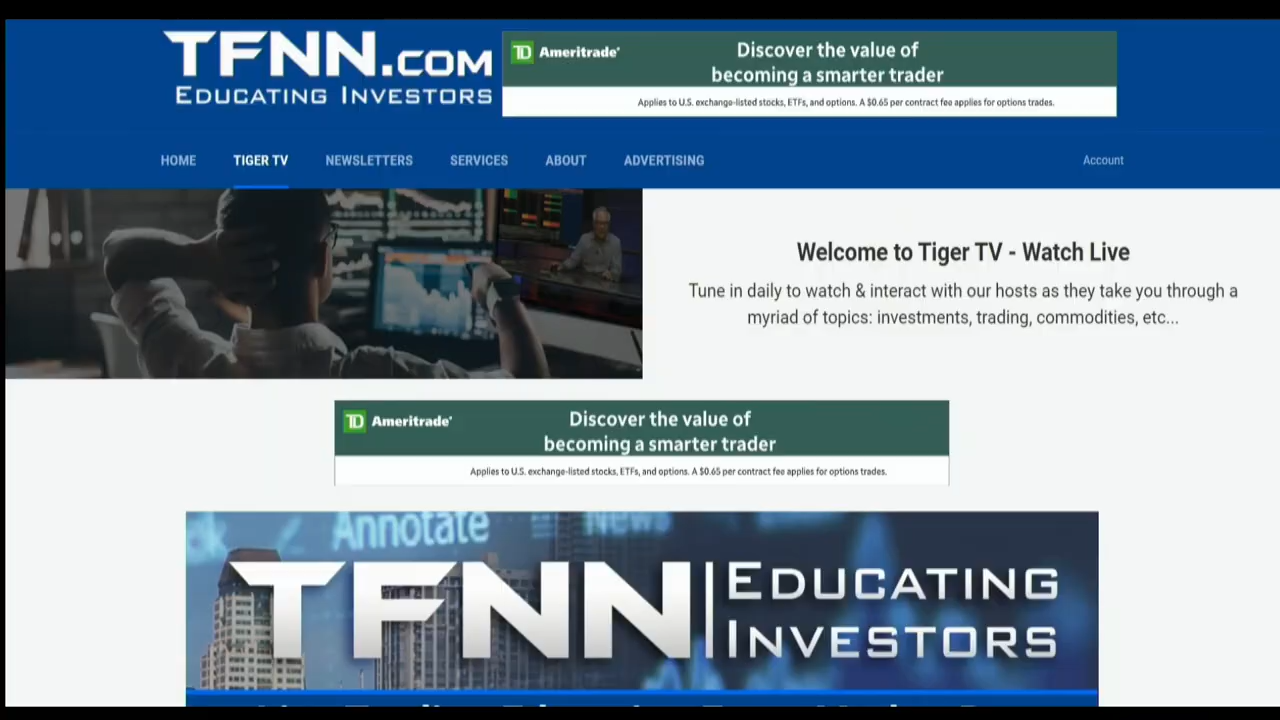 TFNN.COM
EDUCATING INVESTORS
TD Ameritrade
Discover the value of
becoming a smarter trader
Applies to U.S. exchange-listed stocks, ETFs, and options. A $0.65 per contract fee applies for options trades.
HOME TIGER TV NEWSLETTERS SERVICES ABOUT ADVERTISING Account
Welcome to Tiger TV - Watch Live
Tune in daily to watch & interact with our hosts as they take you through a
myriad of topics: investments, trading, commodities, etc...
TD Ameritrade
Discover the value of
becoming a smarter trader
Applies to U.S. exchange-listed stocks, ETFs, and options. A $0.65 per contract fee applies for options trades.
Annotate News
TFNN EDUCATING
INVESTORS